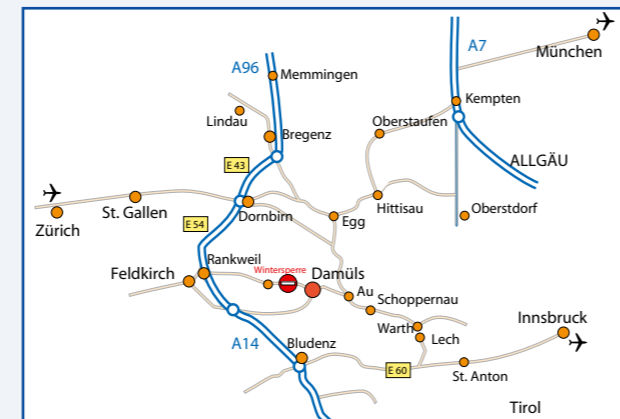 A7
München
A96
Memmingen
Kempten
Lindau
Oberstaufen
Bregenz
E 43
ALLGÄU
St. Gallen
Dornbirn
Hittisau
Oberstdorf
Zürich
E 54
Egg
Rankweil
Wintersperre
Damüls
Feldkirch
Au
Schoppernau
Innsbruck
Warth
Lech
A14
Bludenz
E 60
St. Anton
Tirol